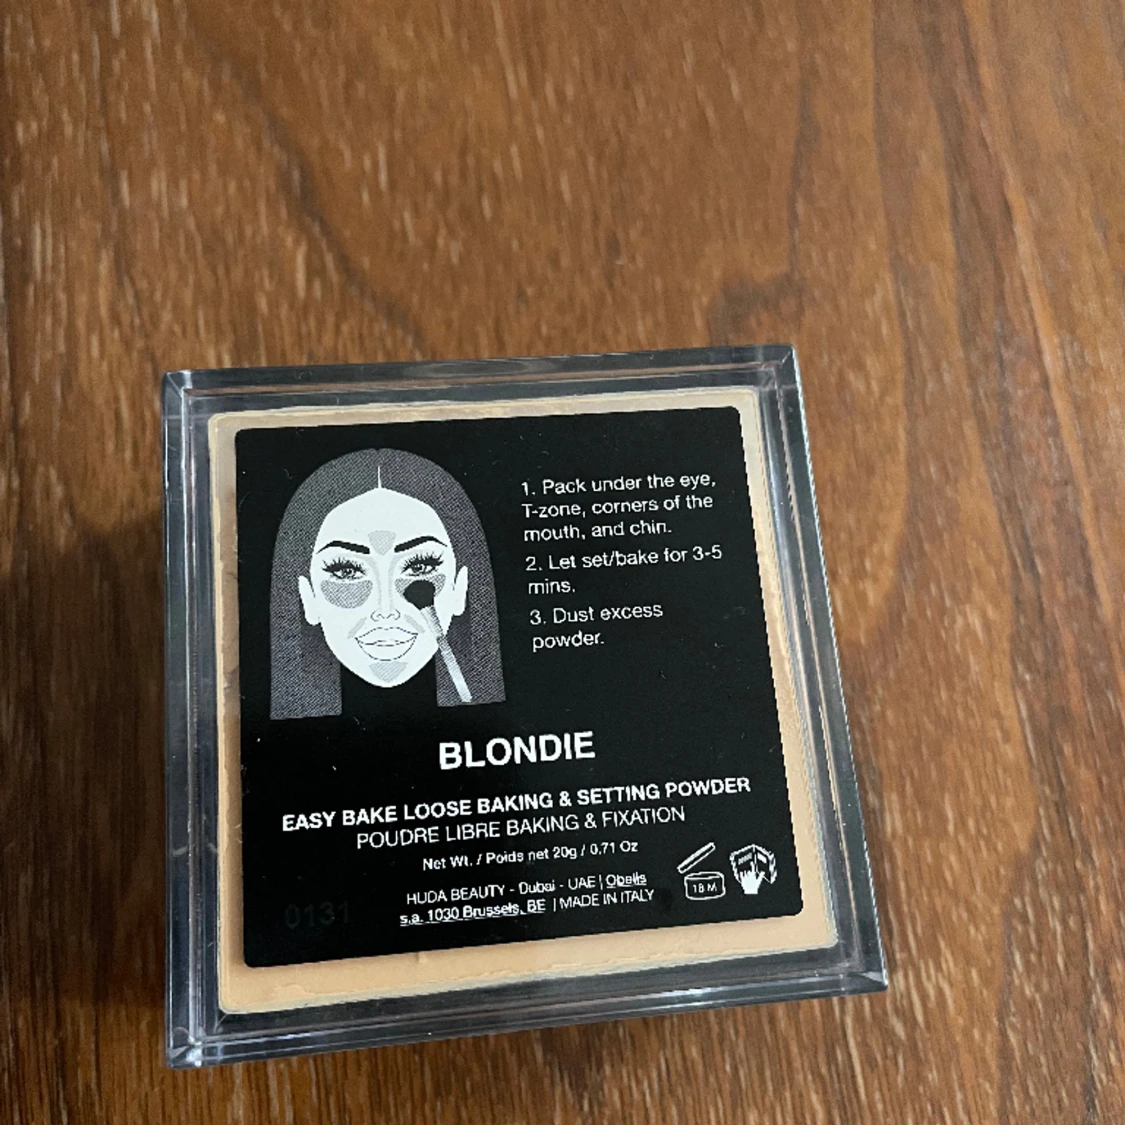 1. Pack under the eye,
T-zone, corners of the
mouth, and chin.
2. Let set/bake for 3-5
mins.
3. Dust excess
powder.
BLONDIE
EASY BAKE LOOSE BAKING & SETTING POWDER
POUDRE LIBRE BAKING & FIXATION
Net Wt. / Poids net 20g / 0.71 Oz
HUDA BEAUTY - Dubai - UAE | Obelis
s.a. 1030 Brussels, BE | MADE IN ITALY
18 M
0131